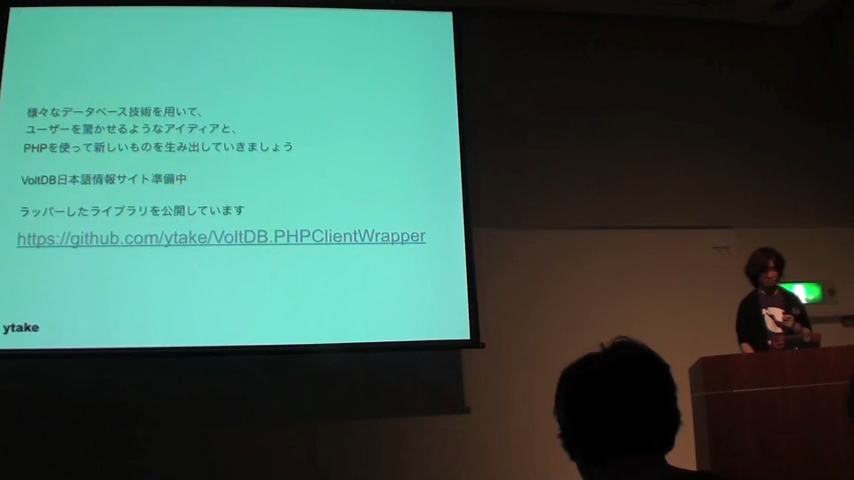 様々なデータベース技術を用いて、
ユーザーを驚かせるようなアイディアと、
PHPを使って新しいものを生み出していきましょう
VoltDB日本語情報サイト準備中
ラッパーしたライブラリを公開しています
https://github.com/ytake/VoltDB.PHPClientWrapper
ytake